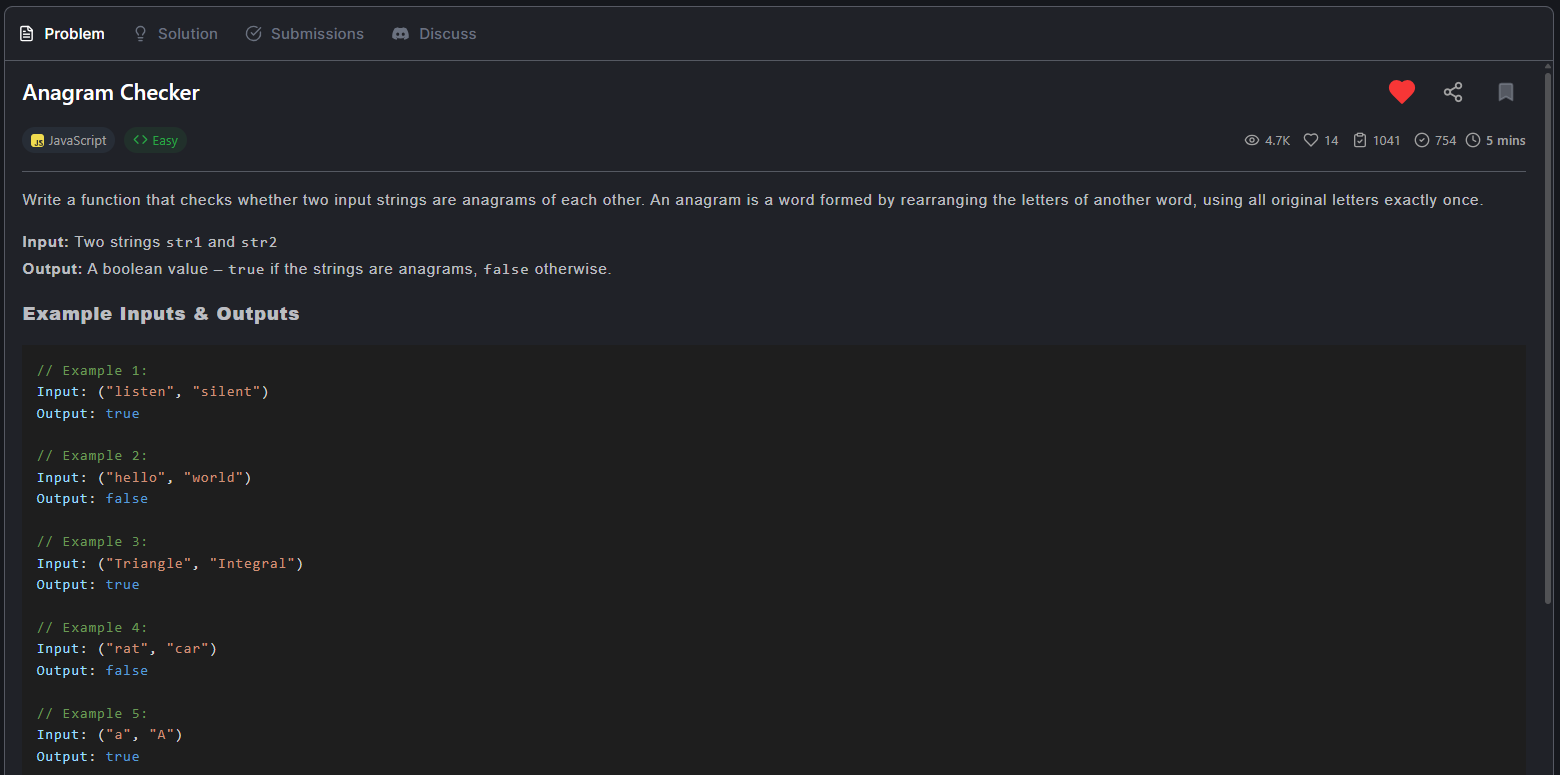 Problem Solution Submissions Discuss
Anagram Checker
JS JavaScript <> Easy 4.7K 14 1041 754 5 mins
Write a function that checks whether two input strings are anagrams of each other. An anagram is a word formed by rearranging the letters of another word, using all original letters exactly once.
Input: Two strings str1 and str2
Output: A boolean value – true if the strings are anagrams, false otherwise.
Example Inputs & Outputs
// Example 1:
Input: ("listen", "silent")
Output: true
// Example 2:
Input: ("hello", "world")
Output: false
// Example 3:
Input: ("Triangle", "Integral")
Output: true
// Example 4:
Input: ("rat", "car")
Output: false
// Example 5:
Input: ("a", "A")
Output: true